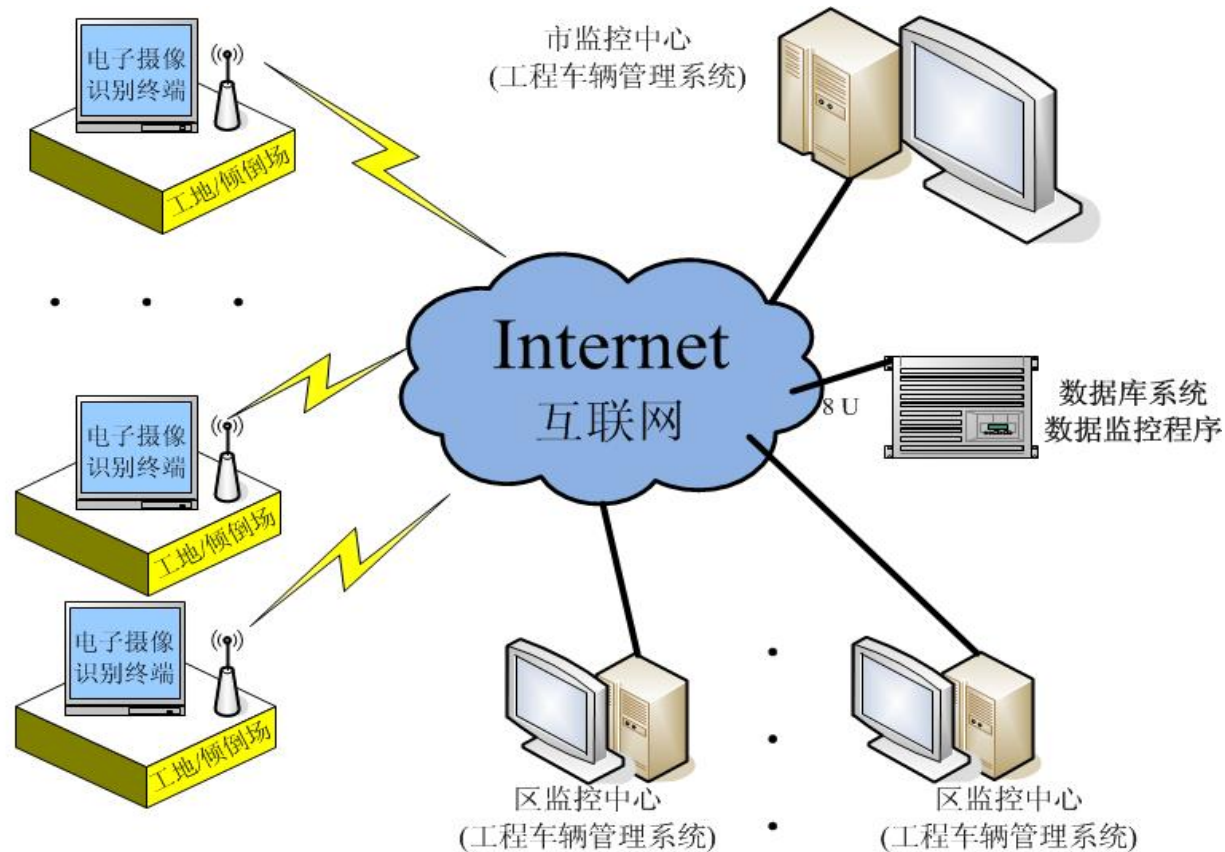 电子摄像
识别终端
工地/倾倒场
市监控中心
(工程车辆管理系统)
Internet
互联网
8 U
数据库系统
数据监控程序
电子摄像
识别终端
工地/倾倒场
电子摄像
识别终端
工地/倾倒场
区监控中心
(工程车辆管理系统)
区监控中心
(工程车辆管理系统)